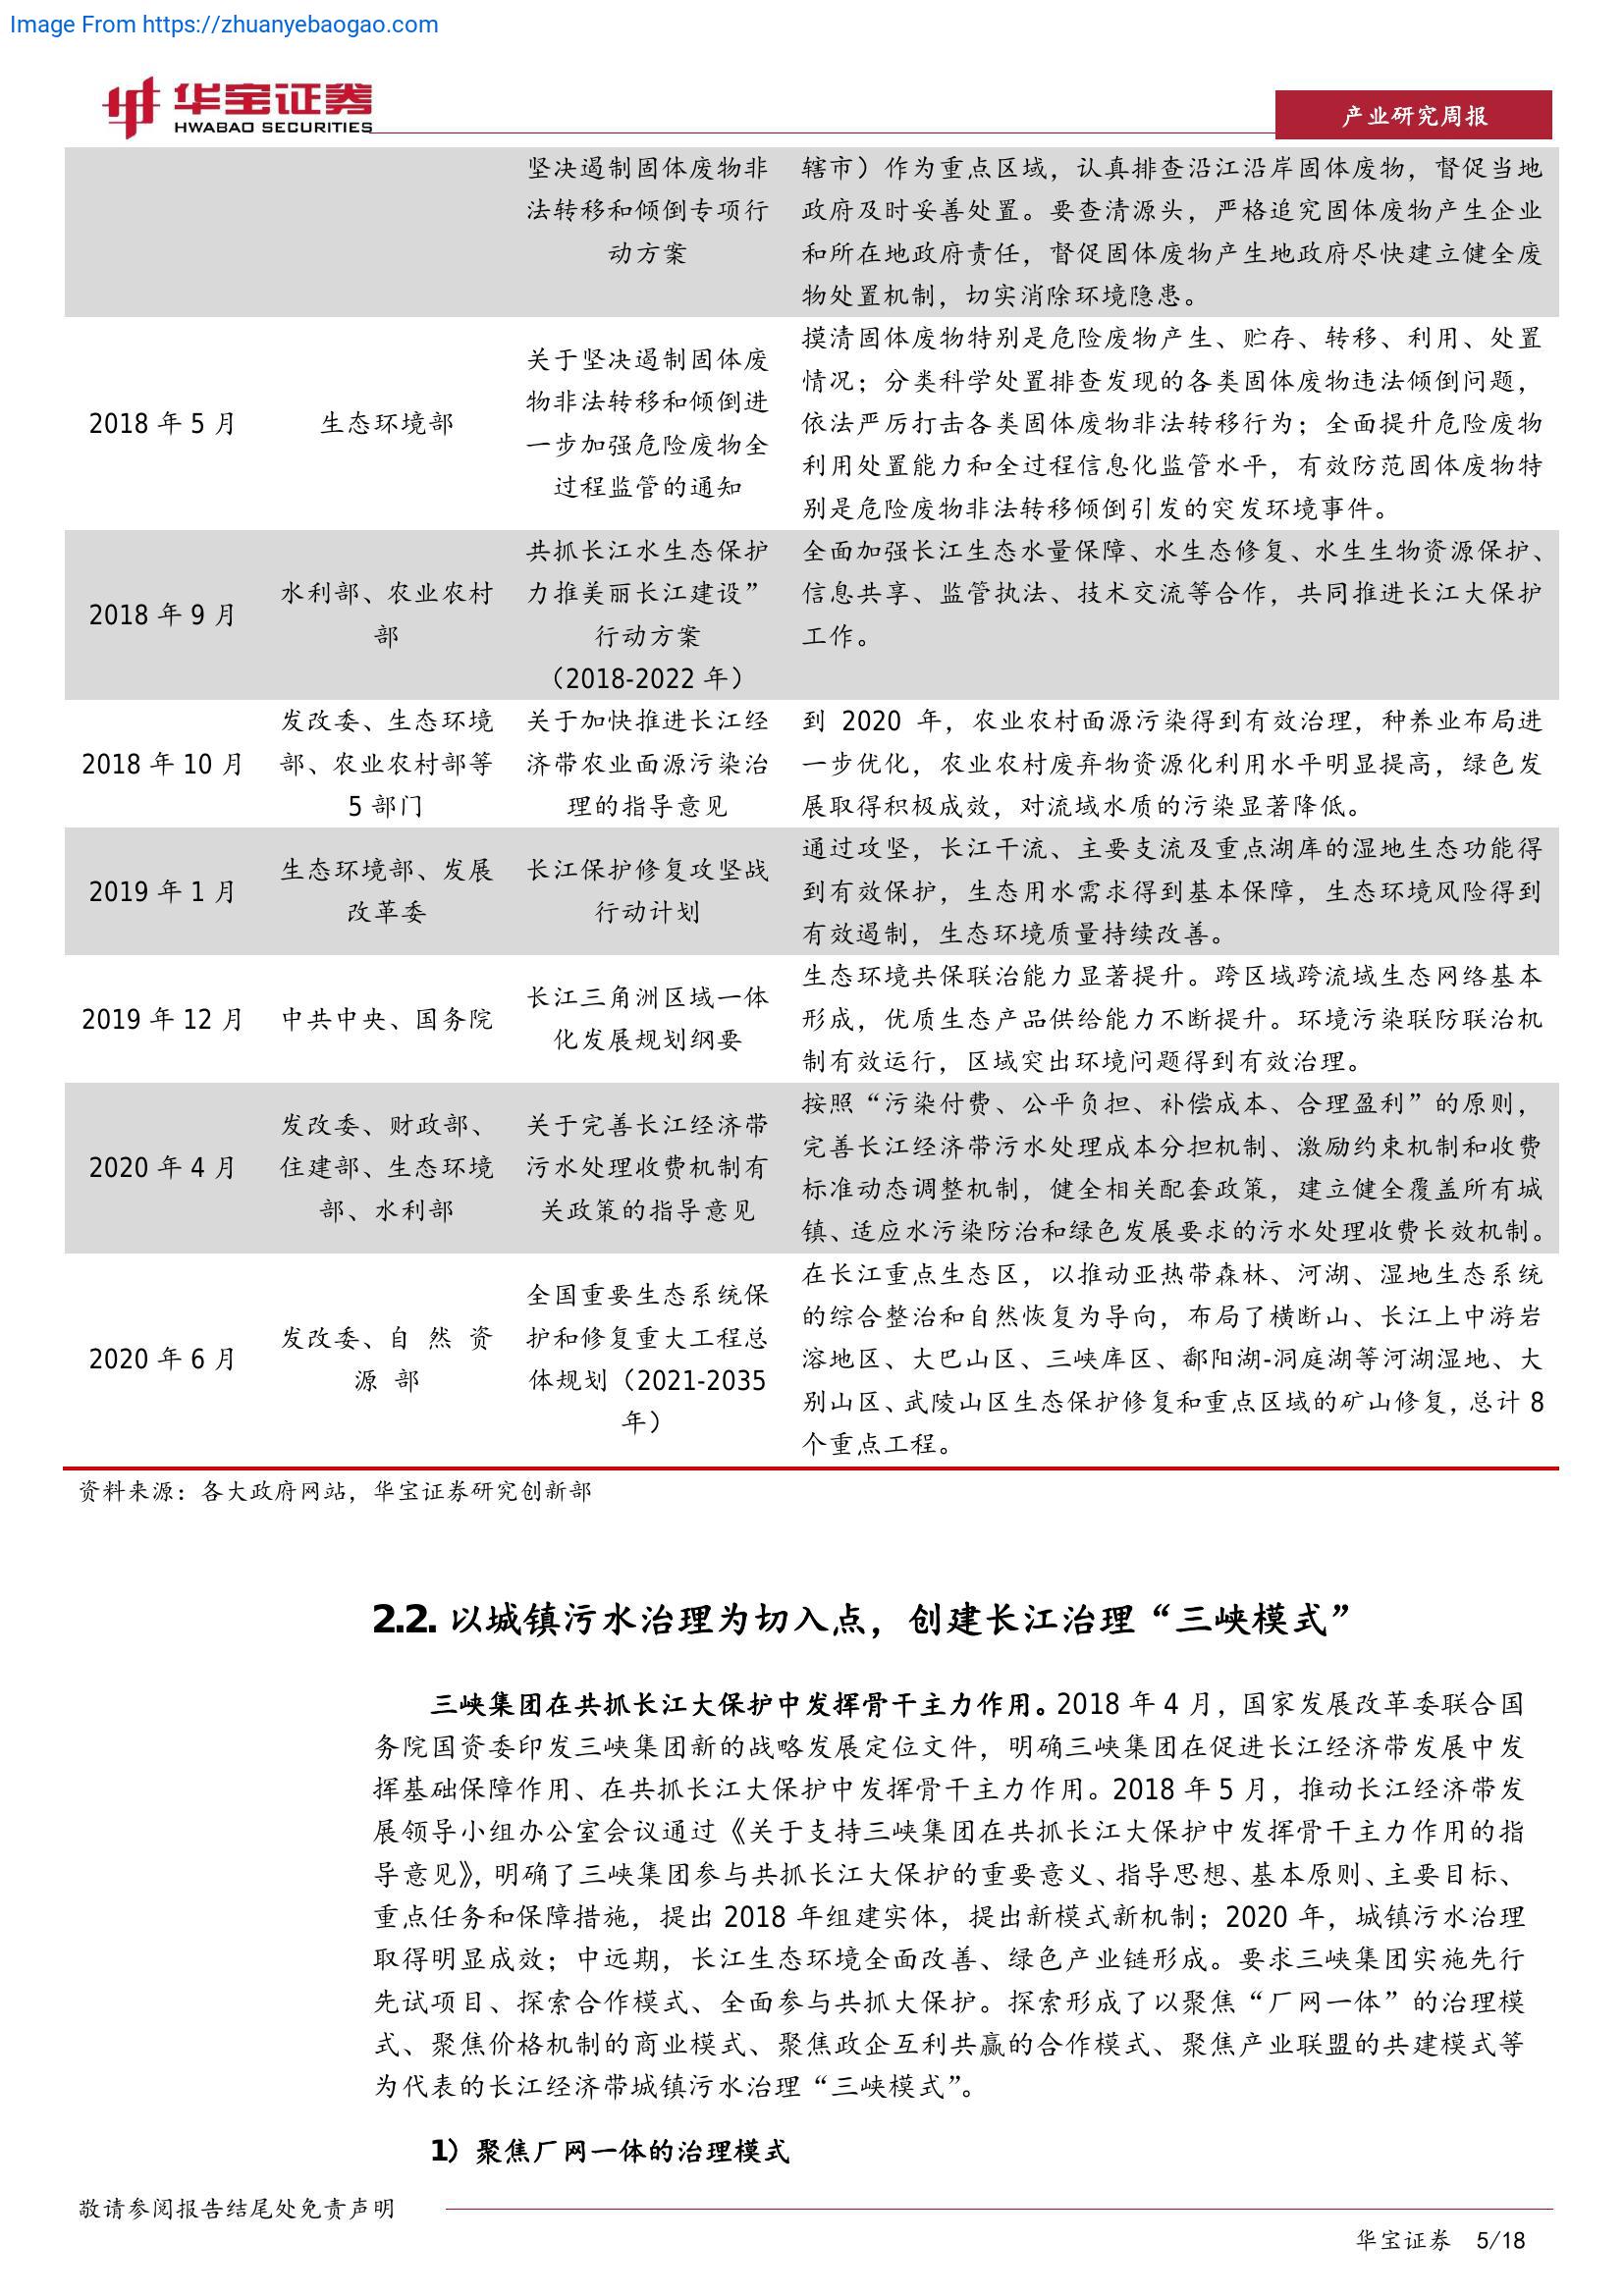 Image From https://zhuanyebaogao.com
华宝证券
HWABAO SECURITIES
产业研究周报
坚决遏制固体废物非
法转移和倾倒专项行
动方案
辖市）作为重点区域，认真排查沿江沿岸固体废物，督促当地
政府及时妥善处置。要查清源头，严格追究固体废物产生企业
和所在地政府责任，督促固体废物产生地政府尽快建立健全废
物处置机制，切实消除环境隐患。
2018 年 5 月
生态环境部
关于坚决遏制固体废
物非法转移和倾倒进
一步加强危险废物全
过程监管的通知
摸清固体废物特别是危险废物产生、贮存、转移、利用、处置
情况；分类科学处置排查发现的各类固体废物违法倾倒问题，
依法严厉打击各类固体废物非法转移行为；全面提升危险废物
利用处置能力和全过程信息化监管水平，有效防范固体废物特
别是危险废物非法转移倾倒引发的突发环境事件。
2018 年 9 月
水利部、农业农村
部
共抓长江水生态保护
力推美丽长江建设”
行动方案
（2018-2022 年）
全面加强长江生态水量保障、水生态修复、水生生物资源保护、
信息共享、监管执法、技术交流等合作，共同推进长江大保护
工作。
2018 年 10 月
发改委、生态环境
部、农业农村部等
5 部门
关于加快推进长江经
济带农业面源污染治
理的指导意见
到 2020 年，农业农村面源污染得到有效治理，种养业布局进
一步优化，农业农村废弃物资源化利用水平明显提高，绿色发
展取得积极成效，对流域水质的污染显著降低。
2019 年 1 月
生态环境部、发展
改革委
长江保护修复攻坚战
行动计划
通过攻坚，长江干流、主要支流及重点湖库的湿地生态功能得
到有效保护，生态用水需求得到基本保障，生态环境风险得到
有效遏制，生态环境质量持续改善。
2019 年 12 月
中共中央、国务院
长江三角洲区域一体
化发展规划纲要
生态环境共保联治能力显著提升。跨区域跨流域生态网络基本
形成，优质生态产品供给能力不断提升。环境污染联防联治机
制有效运行，区域突出环境问题得到有效治理。
2020 年 4 月
发改委、财政部、
住建部、生态环境
部、水利部
关于完善长江经济带
污水处理收费机制有
关政策的指导意见
按照“污染付费、公平负担、补偿成本、合理盈利”的原则，
完善长江经济带污水处理成本分担机制、激励约束机制和收费
标准动态调整机制，健全相关配套政策，建立健全覆盖所有城
镇、适应水污染防治和绿色发展要求的污水处理收费长效机制。
2020 年 6 月
发改委、自 然 资
源 部
全国重要生态系统保
护和修复重大工程总
体规划（2021-2035
年）
在长江重点生态区，以推动亚热带森林、河湖、湿地生态系统
的综合整治和自然恢复为导向，布局了横断山、长江上中游岩
溶地区、大巴山区、三峡库区、鄱阳湖-洞庭湖等河湖湿地、大
别山区、武陵山区生态保护修复和重点区域的矿山修复，总计 8
个重点工程。
资料来源：各大政府网站，华宝证券研究创新部
2.2. 以城镇污水治理为切入点，创建长江治理“三峡模式”
三峡集团在共抓长江大保护中发挥骨干主力作用。2018 年 4 月，国家发展改革委联合国
务院国资委印发三峡集团新的战略发展定位文件，明确三峡集团在促进长江经济带发展中发
挥基础保障作用、在共抓长江大保护中发挥骨干主力作用。2018 年 5 月，推动长江经济带发
展领导小组办公室会议通过《关于支持三峡集团在共抓长江大保护中发挥骨干主力作用的指
导意见》，明确了三峡集团参与共抓长江大保护的重要意义、指导思想、基本原则、主要目标、
重点任务和保障措施，提出 2018 年组建实体，提出新模式新机制；2020 年，城镇污水治理
取得明显成效；中远期，长江生态环境全面改善、绿色产业链形成。要求三峡集团实施先行
先试项目、探索合作模式、全面参与共抓大保护。探索形成了以聚焦“厂网一体”的治理模
式、聚焦价格机制的商业模式、聚焦政企互利共赢的合作模式、聚焦产业联盟的共建模式等
为代表的长江经济带城镇污水治理“三峡模式”。
1）聚焦厂网一体的治理模式
敬请参阅报告结尾处免责声明
华宝证券 5/18